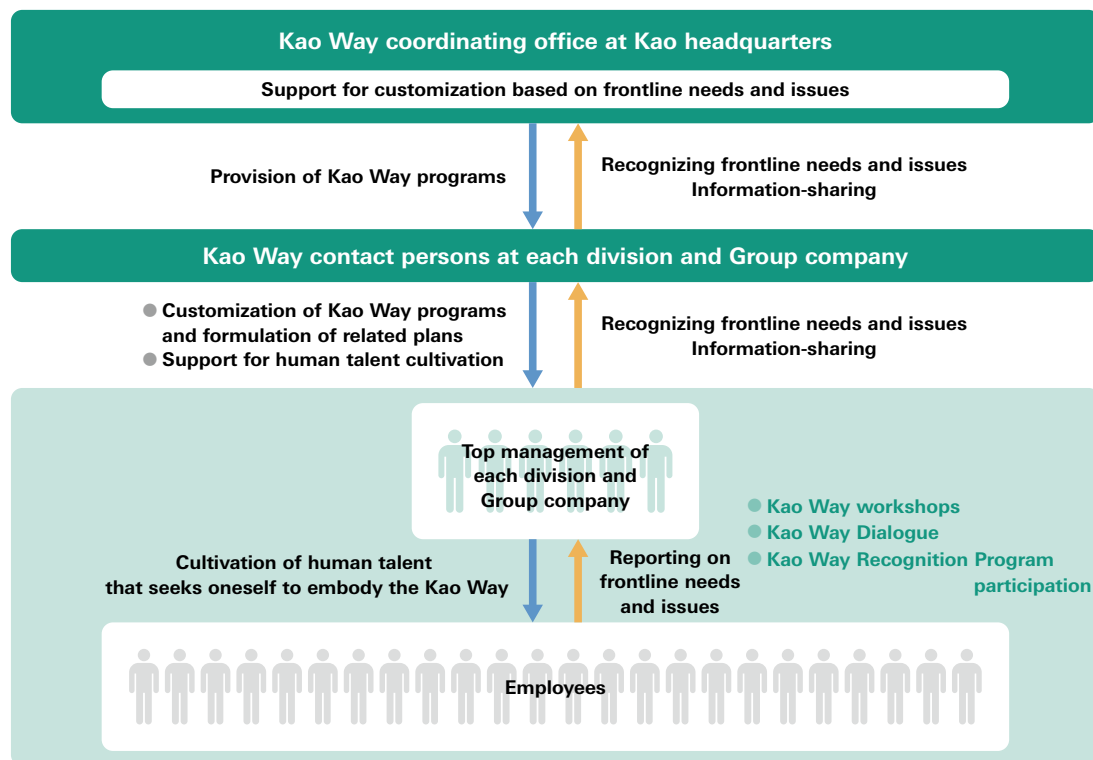 Kao Way coordinating office at Kao headquarters
Support for customization based on frontline needs and issues
Provision of Kao Way programs
Recognizing frontline needs and issues
Information-sharing
Kao Way contact persons at each division and Group company
● Customization of Kao Way programs
and formulation of related plans
● Support for human talent cultivation
Recognizing frontline needs and issues
Information-sharing
Top management of
each division and
Group company
● Kao Way workshops
● Kao Way Dialogue
● Kao Way Recognition Program
participation
Cultivation of human talent
that seeks oneself to embody the Kao Way
Reporting on
frontline needs
and issues
Employees